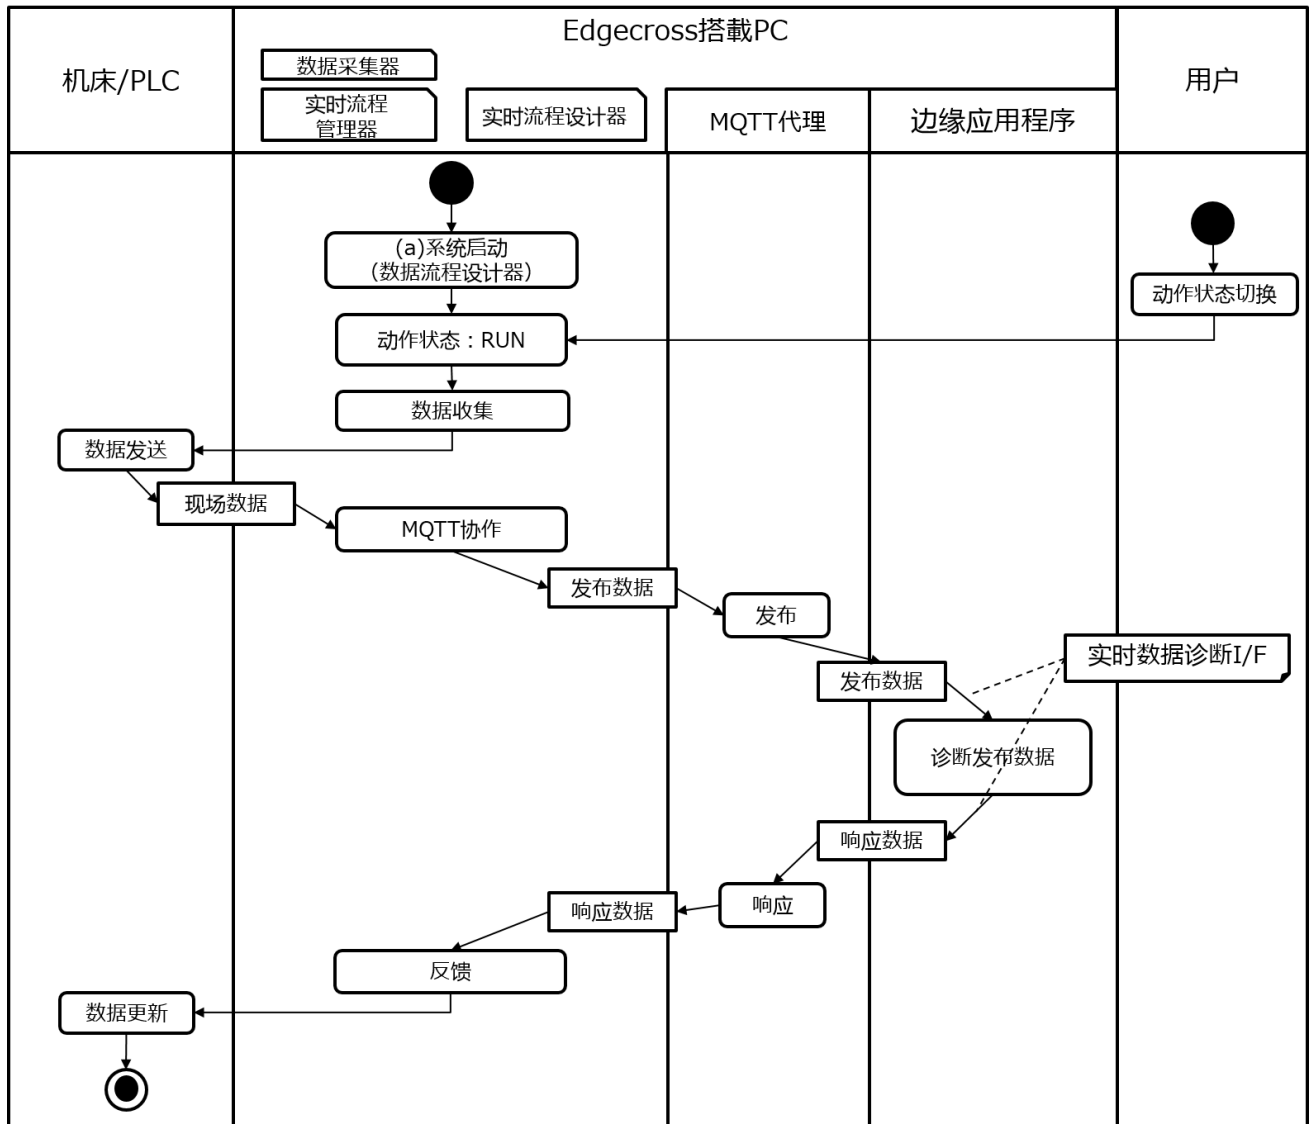 机床/PLC
Edgecross搭載PC
用户
数据采集器
实时流程
管理器
实时流程设计器
MQTT代理
边缘应用程序
(a)系统启动
（数据流程设计器）
动作状态切换
动作状态：RUN
数据收集
数据发送
现场数据
MQTT协作
发布数据
发布
实时数据诊断I/F
发布数据
诊断发布数据
响应数据
响应
响应数据
反馈
数据更新